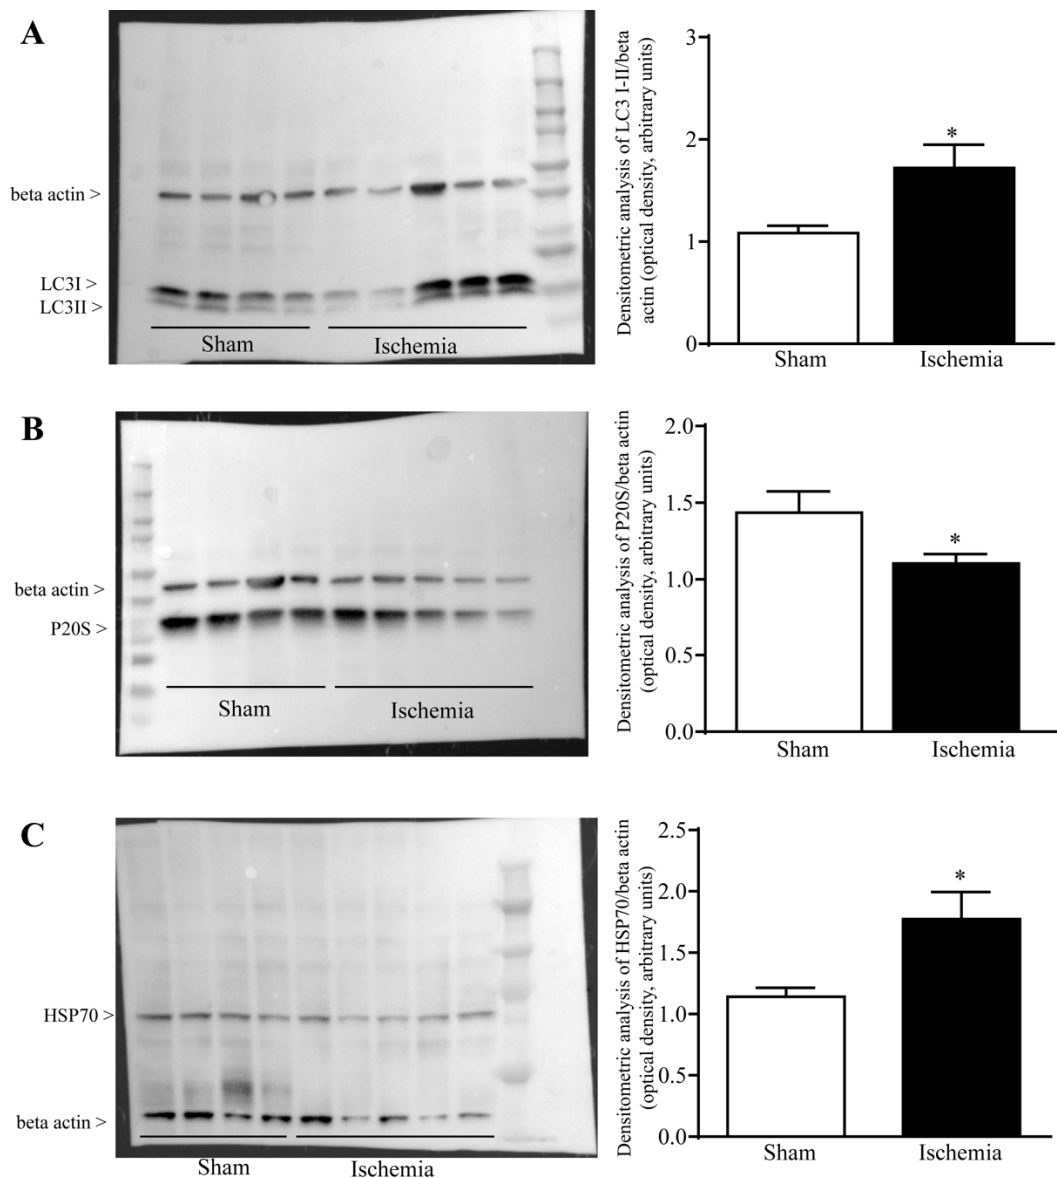 A
beta actin >
LC3I >
LC3II >
Sham
Ischemia
Densitometric analysis of LC3 I-II/beta
actin (optical density, arbitrary units)
3
2
1
0
*
Sham
Ischemia
B
beta actin >
P20S >
Sham
Ischemia
Densitometric analysis of P20S/beta actin
(optical density, arbitrary units)
2.0
1.5
1.0
0.5
0.0
*
Sham
Ischemia
C
HSP70 >
beta actin >
Sham
Ischemia
Densitometric analysis of HSP70/beta actin
(optical density, arbitrary units)
2.5
2.0
1.5
1.0
0.5
0.0
*
Sham
Ischemia